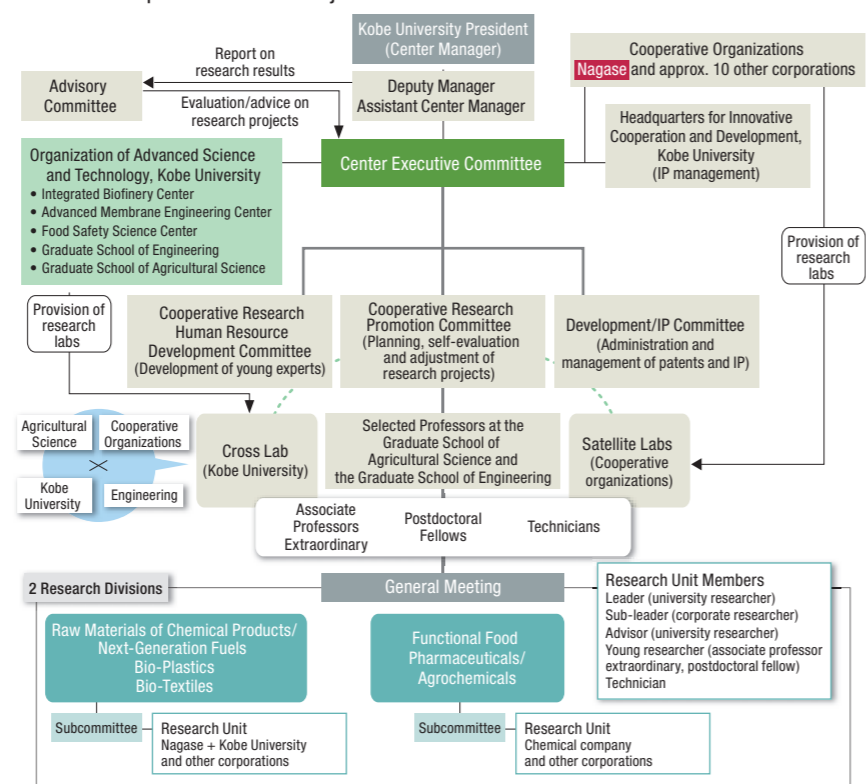 Kobe University President
(Center Manager)
Report on
research results
Cooperative Organizations
Nagase and approx. 10 other corporations
Advisory
Committee
Deputy Manager
Assistant Center Manager
Evaluation/advice on
research projects
Headquarters for Innovative
Cooperation and Development,
Kobe University
(IP management)
Organization of Advanced Science
and Technology, Kobe University
• Integrated Biofinery Center
• Advanced Membrane Engineering Center
• Food Safety Science Center
• Graduate School of Engineering
• Graduate School of Agricultural Science
Center Executive Committee
Provision of
research
labs
Provision of
research
labs
Cooperative Research
Human Resource
Development Committee
(Development of young experts)
Cooperative Research
Promotion Committee
(Planning, self-evaluation
and adjustment of
research projects)
Development/IP Committee
(Administration and
management of patents and IP)
Agricultural
Science
Cooperative
Organizations
Kobe
University
Engineering
Cross Lab
(Kobe University)
Selected Professors at the
Graduate School of
Agricultural Science and
the Graduate School of Engineering
Satellite Labs
(Cooperative
organizations)
Associate
Professors
Extraordinary
Postdoctoral
Fellows
Technicians
2 Research Divisions
General Meeting
Research Unit Members
Leader (university researcher)
Sub-leader (corporate researcher)
Advisor (university researcher)
Young researcher (associate professor
extraordinary, postdoctoral fellow)
Technician
Raw Materials of Chemical Products/
Next-Generation Fuels
Bio-Plastics
Bio-Textiles
Functional Food
Pharmaceuticals/
Agrochemicals
Subcommittee
Research Unit
Nagase + Kobe University
and other corporations
Subcommittee
Research Unit
Chemical company
and other corporations